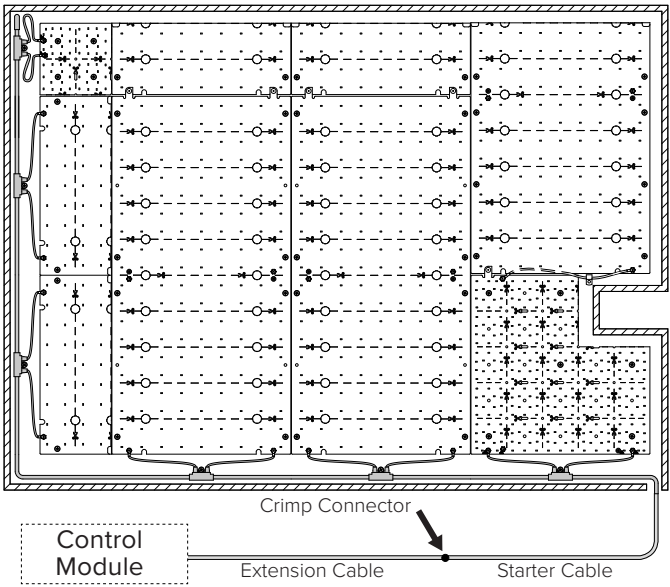 Crimp Connector
Control
Module
Extension Cable
Starter Cable